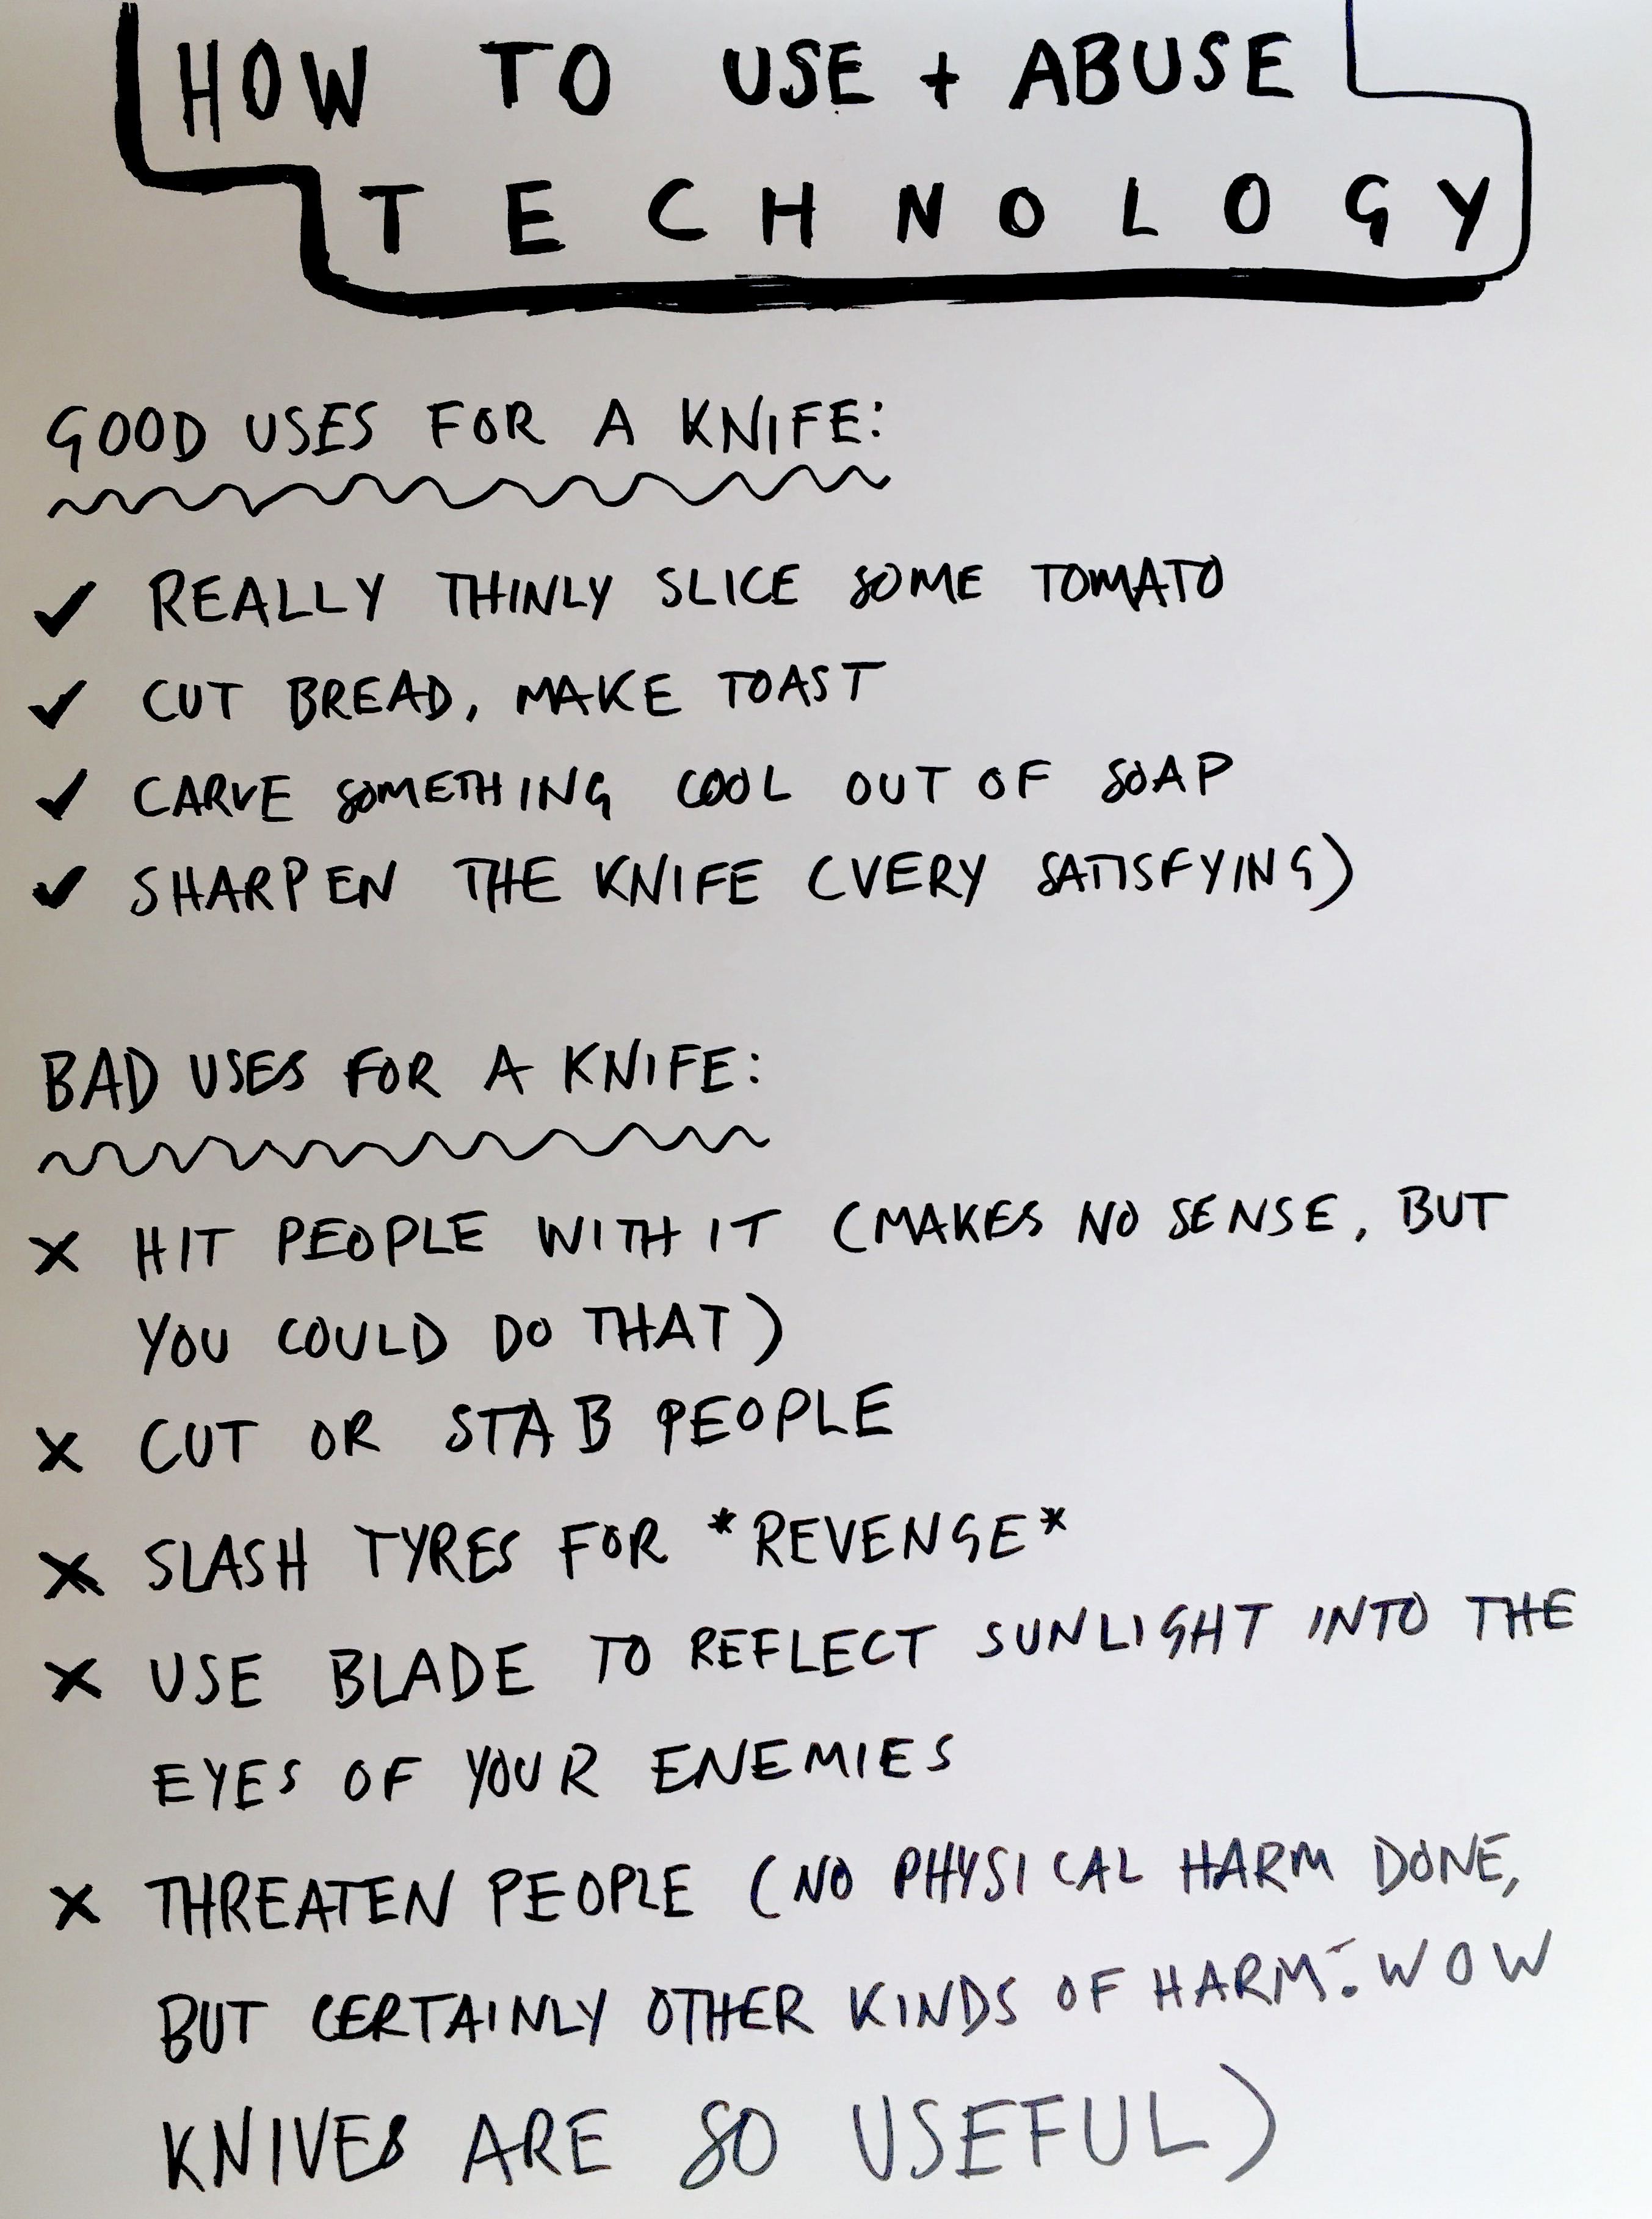 HOW TO USE + ABUSE
TECHNOLOGY
GOOD USES FOR A KNIFE:
✓ REALLY THINLY SLICE SOME TOMATO
✓ CUT BREAD, MAKE TOAST
✓ CARVE SOMETHING COOL OUT OF SOAP
✓ SHARPEN THE KNIFE (VERY SATISFYING)
BAD USES FOR A KNIFE:
× HIT PEOPLE WITH IT (MAKES NO SENSE, BUT
YOU COULD DO THAT)
× CUT OR STAB PEOPLE
× SLASH TYRES FOR *REVENGE*
× USE BLADE TO REFLECT SUNLIGHT INTO THE
EYES OF YOUR ENEMIES
× THREATEN PEOPLE (NO PHYSICAL HARM DONE,
BUT CERTAINLY OTHER KINDS OF HARM. WOW
KNIVES ARE SO USEFUL)